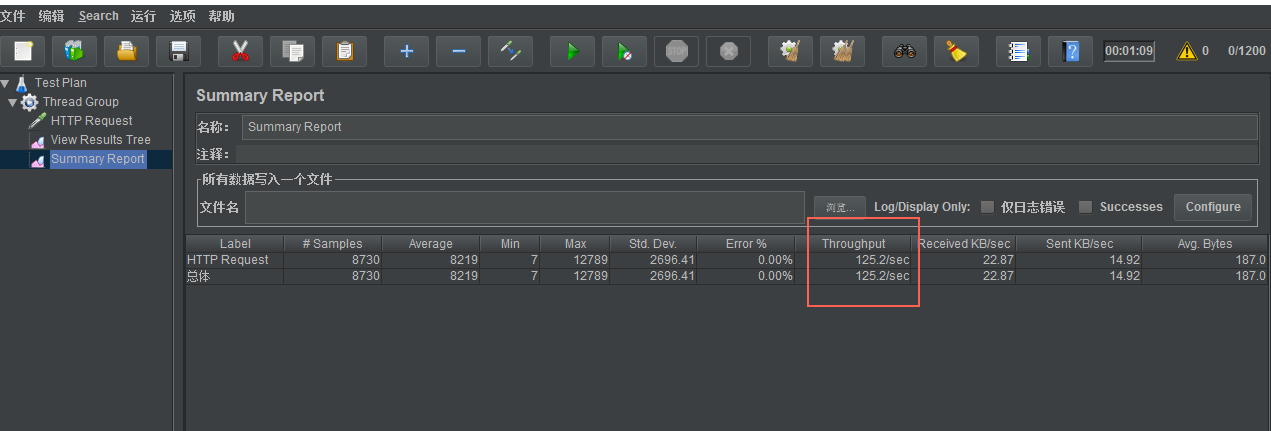 文件 编辑 Search 运行 选项 帮助
STOP 00:01:09 0 0/1200
Test Plan
Thread Group
HTTP Request
View Results Tree
Summary Report
Summary Report
名称： Summary Report
注释：
所有数据写入一个文件
文件名 浏览... Log/Display Only: 仅日志错误 Successes Configure
Label # Samples Average Min Max Std. Dev. Error % Throughput Received KB/sec Sent KB/sec Avg. Bytes
HTTP Request 8730 8219 7 12789 2696.41 0.00% 125.2/sec 22.87 14.92 187.0
总体 8730 8219 7 12789 2696.41 0.00% 125.2/sec 22.87 14.92 187.0